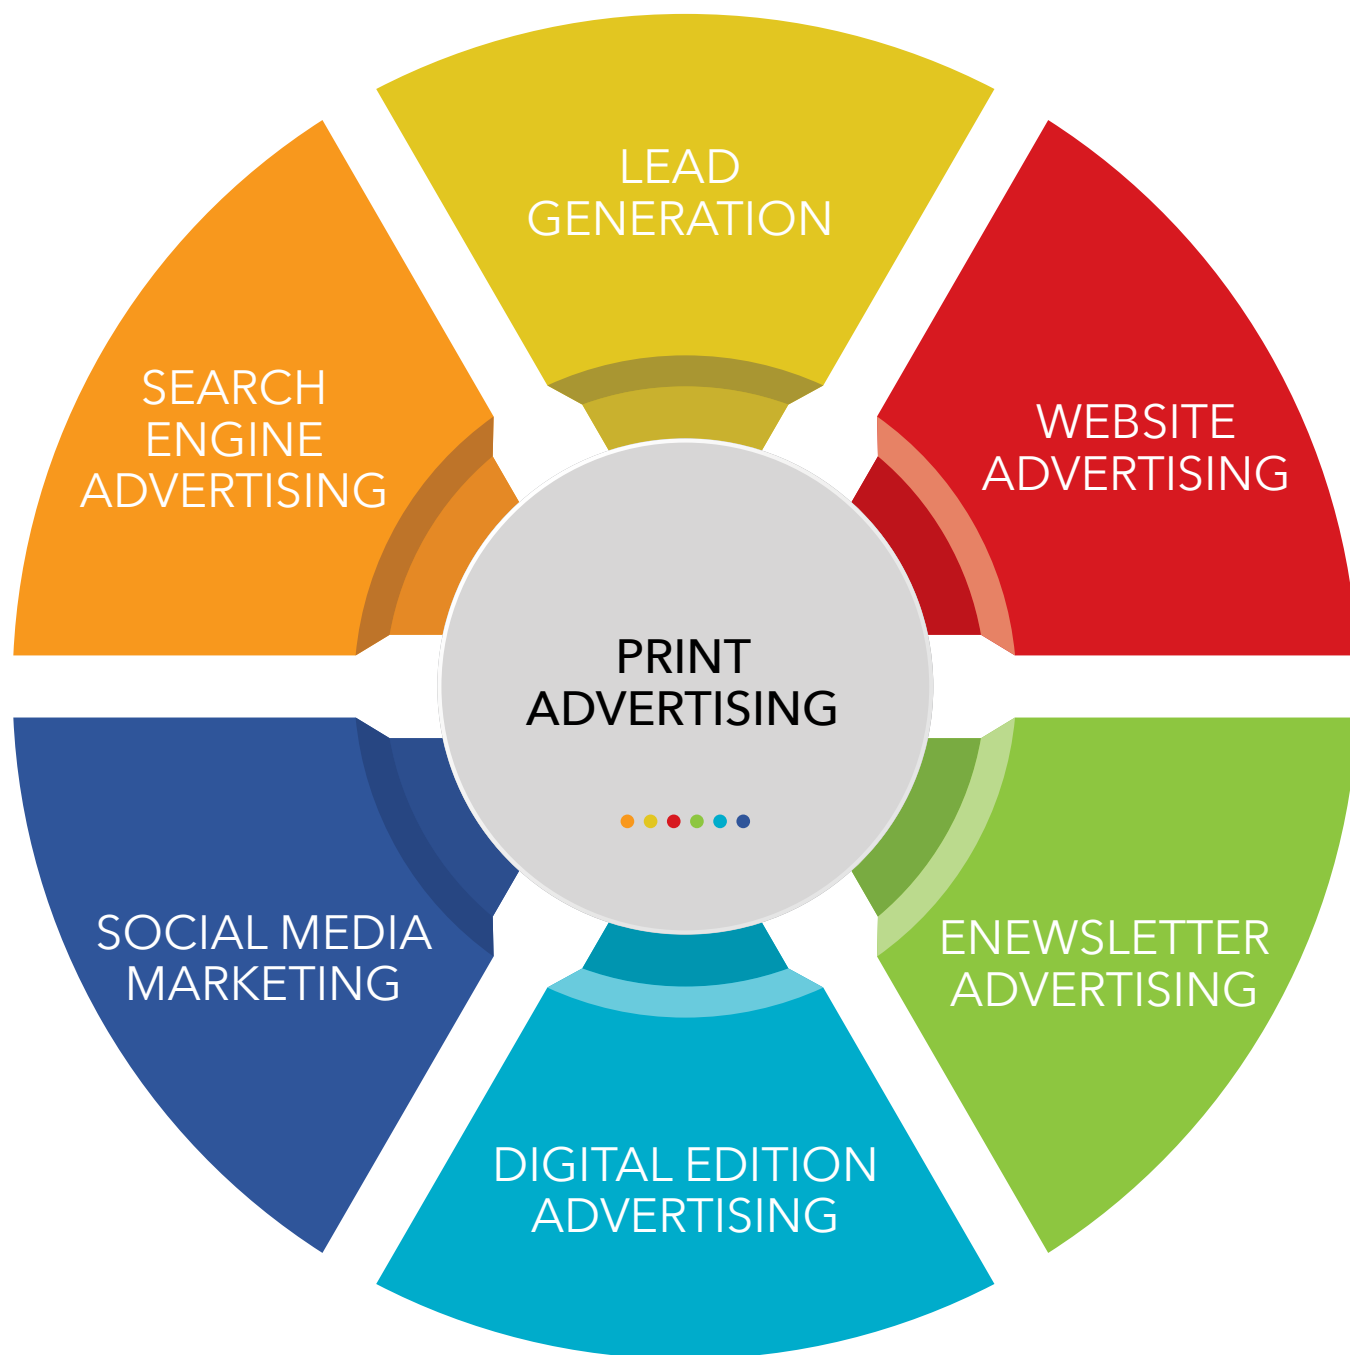 LEAD
GENERATION
WEBSITE
ADVERTISING
ENEWSLETTER
ADVERTISING
DIGITAL EDITION
ADVERTISING
SOCIAL MEDIA
MARKETING
SEARCH
ENGINE
ADVERTISING
PRINT
ADVERTISING